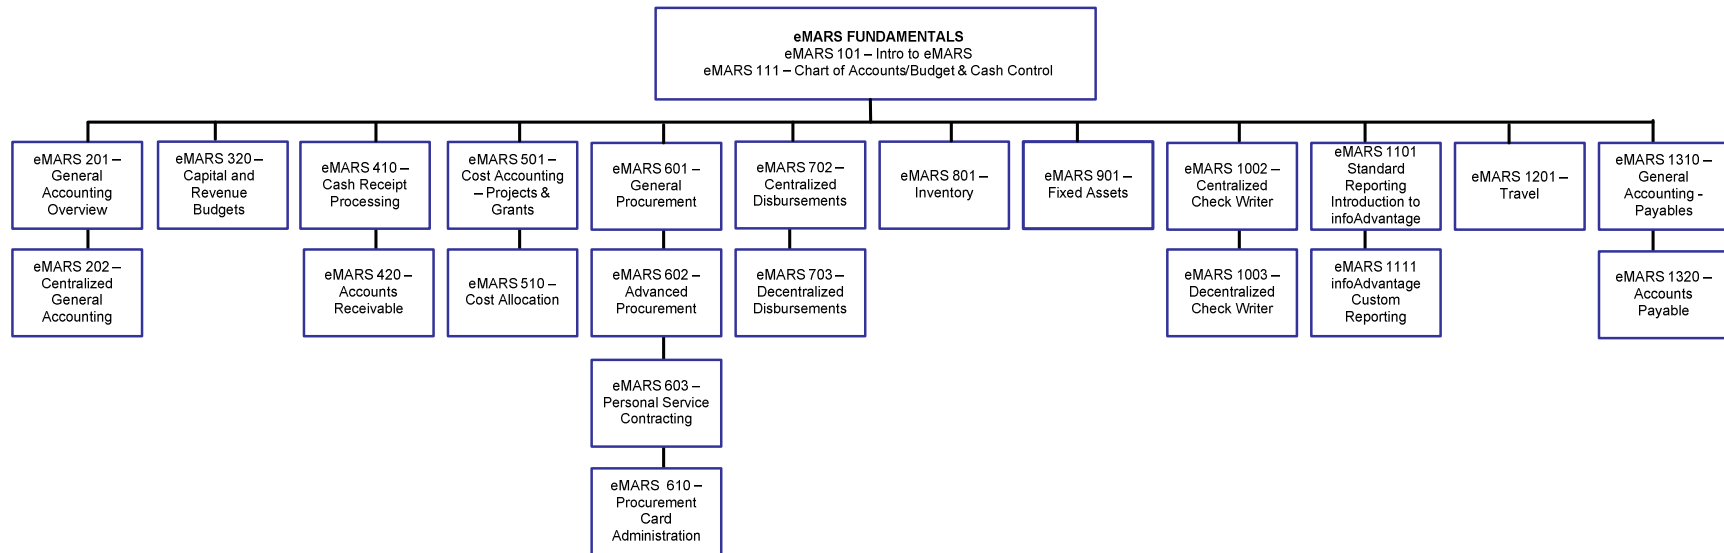 eMARS FUNDAMENTALS
eMARS 101 – Intro to eMARS
eMARS 111 – Chart of Accounts/Budget & Cash Control
eMARS 201 –
General
Accounting
Overview
eMARS 320 –
Capital and
Revenue
Budgets
eMARS 410 –
Cash Receipt
Processing
eMARS 501 –
Cost Accounting
– Projects &
Grants
eMARS 601 –
General
Procurement
eMARS 702 –
Centralized
Disbursements
eMARS 801 –
Inventory
eMARS 901 –
Fixed Assets
eMARS 1002 –
Centralized
Check Writer
eMARS 1101
Standard
Reporting
Introduction to
infoAdvantage
eMARS 1201 –
Travel
eMARS 1310 –
General
Accounting -
Payables
eMARS 202 –
Centralized
General
Accounting
eMARS 420 –
Accounts
Receivable
eMARS 510 –
Cost Allocation
eMARS 602 –
Advanced
Procurement
eMARS 703 –
Decentralized
Disbursements
eMARS 1003 –
Decentralized
Check Writer
eMARS 1111
infoAdvantage
Custom
Reporting
eMARS 1320 –
Accounts
Payable
eMARS 603 –
Personal Service
Contracting
eMARS 610 –
Procurement
Card
Administration